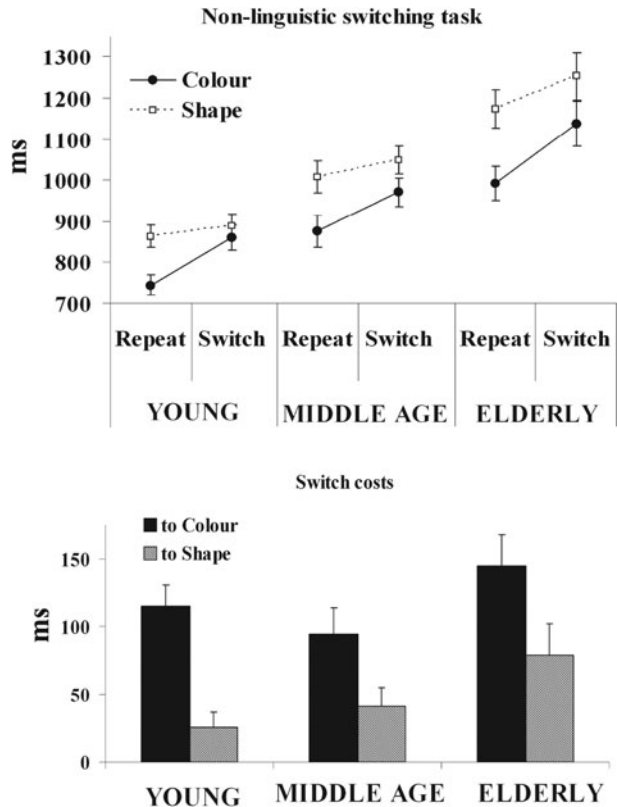 Non-linguistic switching task
1300
1200
1100
1000
900
800
700
ms
Colour
Shape
Repeat Switch Repeat Switch Repeat Switch
YOUNG MIDDLE AGE ELDERLY
Switch costs
to Colour
to Shape
150
100
50
0
ms
YOUNG MIDDLE AGE ELDERLY